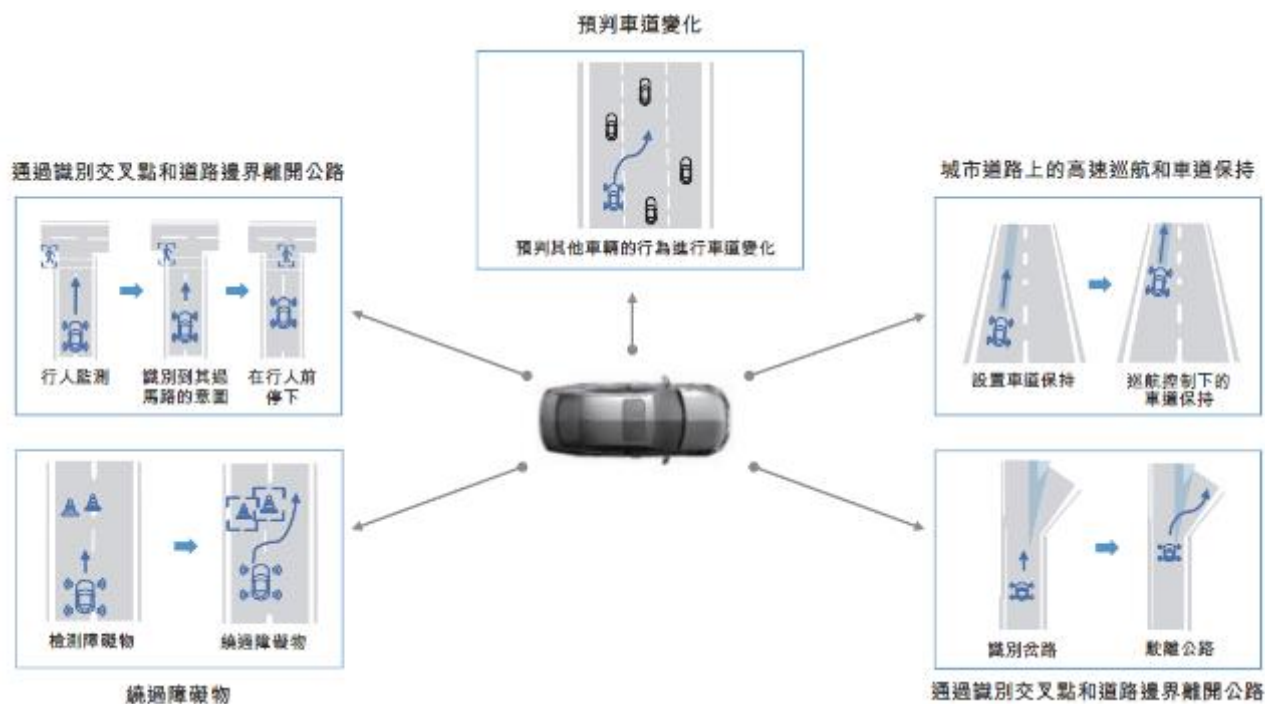 預判車道變化
預判其他車輛的行為進行車道變化
通過識別交叉點和道路邊界離開公路
行人監測
識別到其過
馬路的意圖
在行人前
停下
城市道路上的高速巡航和車道保持
設置車道保持
巡航控制下的
車道保持
檢測障礙物
繞過障礙物
繞過障礙物
識別岔路
駛離公路
通過識別交叉點和道路邊界離開公路